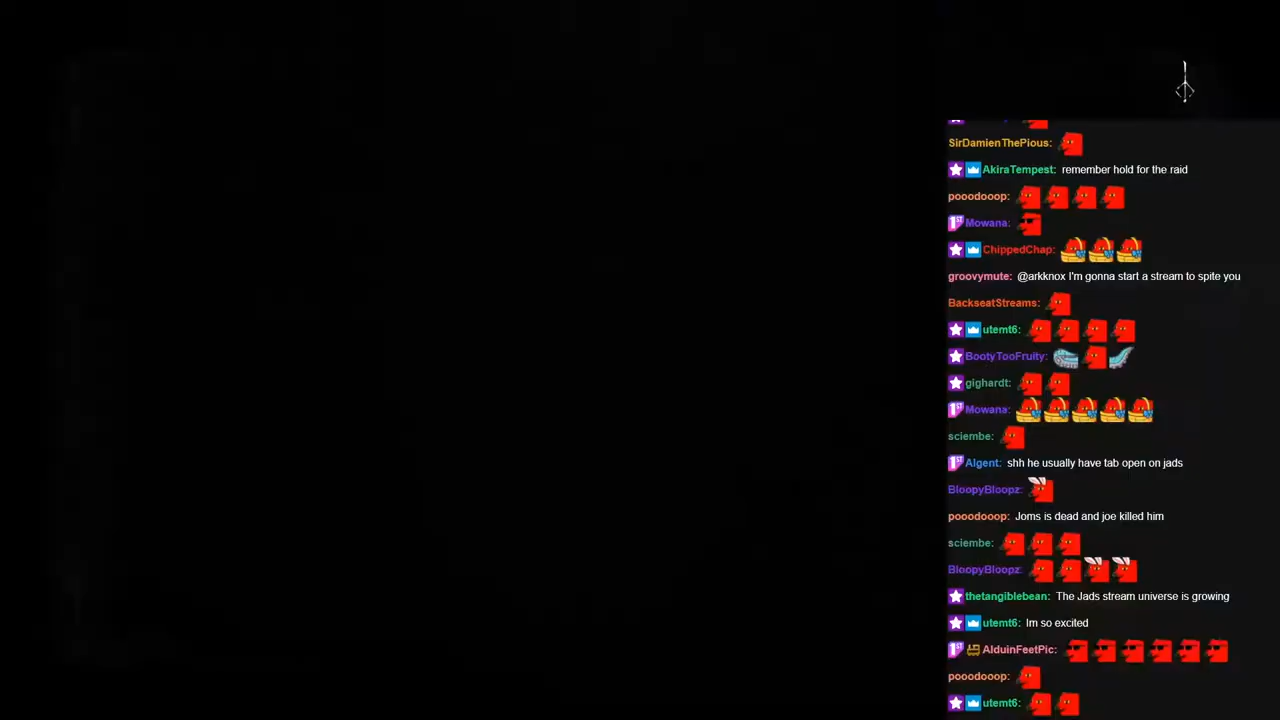 SirDamienThePious:
AkiraTempest: remember hold for the raid
pooodooop:
Mowana:
ChippedChap:
groovymute: @arkknox I'm gonna start a stream to spite you
BackseatStreams:
utemt6:
BootyTooFruity:
gighardt:
Mowana:
sciembe:
Algent: shh he usually have tab open on jads
BloopyBloopz:
pooodooop: Joms is dead and joe killed him
sciembe:
BloopyBloopz:
thetangiblebean: The Jads stream universe is growing
utemt6: Im so excited
AlduinFeetPic:
pooodooop:
utemt6: